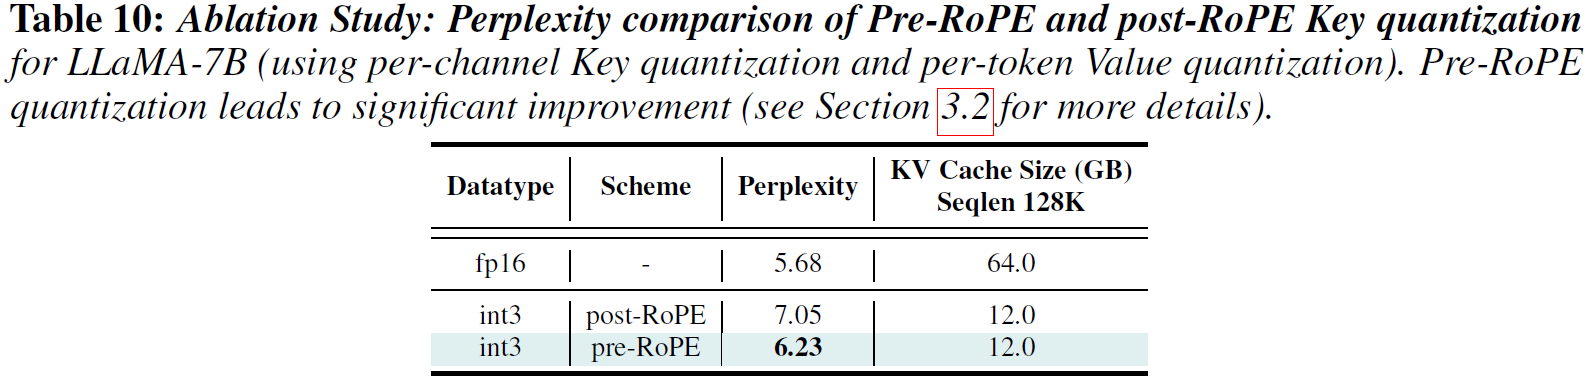 Table 10: Ablation Study: Perplexity comparison of Pre-RoPE and post-RoPE Key quantization
for LLaMA-7B (using per-channel Key quantization and per-token Value quantization). Pre-RoPE
quantization leads to significant improvement (see Section 3.2 for more details).
Datatype Scheme Perplexity KV Cache Size (GB)
Seqlen 128K
fp16 - 5.68 64.0
int3 post-RoPE 7.05 12.0
int3 pre-RoPE 6.23 12.0